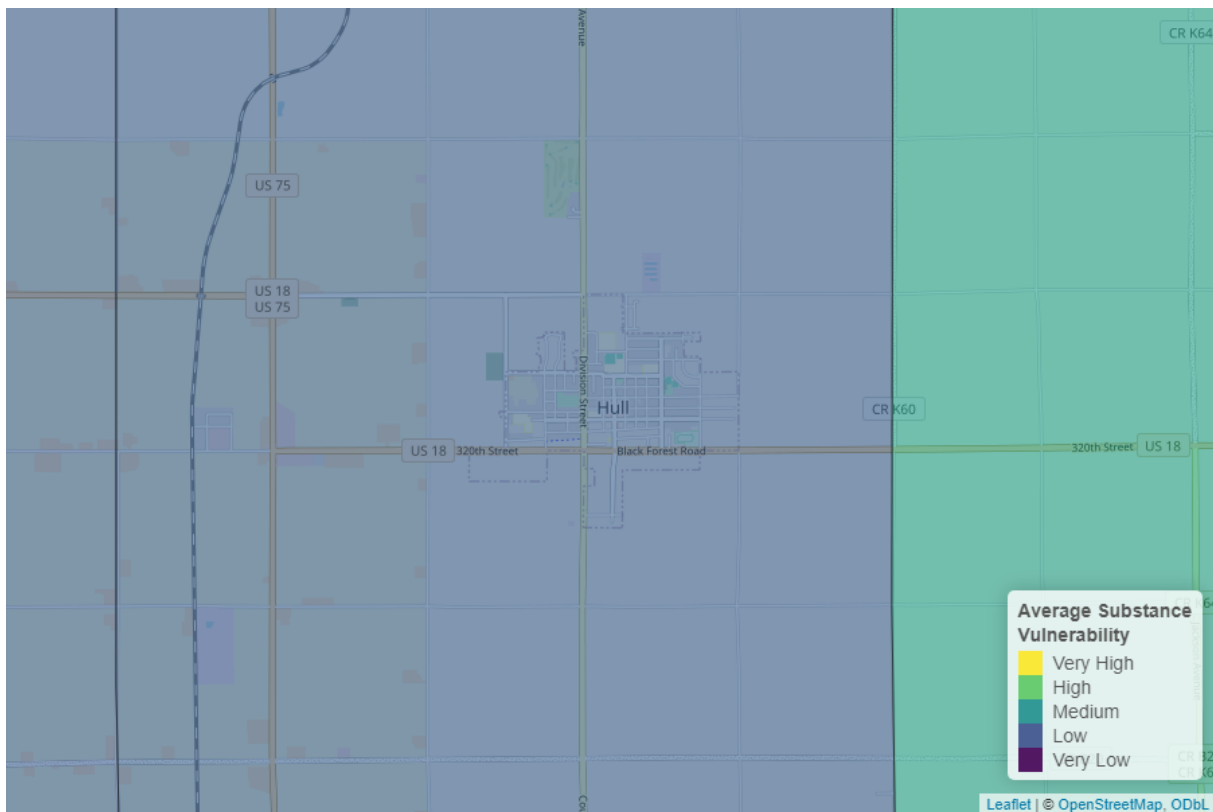 Avenue
CR K64
US 75
US 18
US 75
Division Street
Hull
CR K60
US 18
320th Street
Black Forest Road
320th Street
US 18
Average Substance
Vulnerability
Very High
High
Medium
Low
Very Low
Leaflet | © OpenStreetMap, ODbL